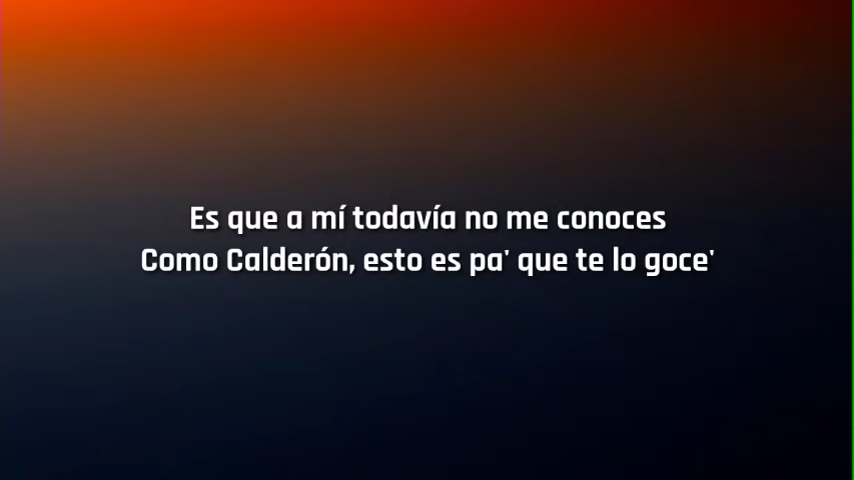 Es que a mí todavía no me conoces
Como Calderón, esto es pa' que te lo goce'